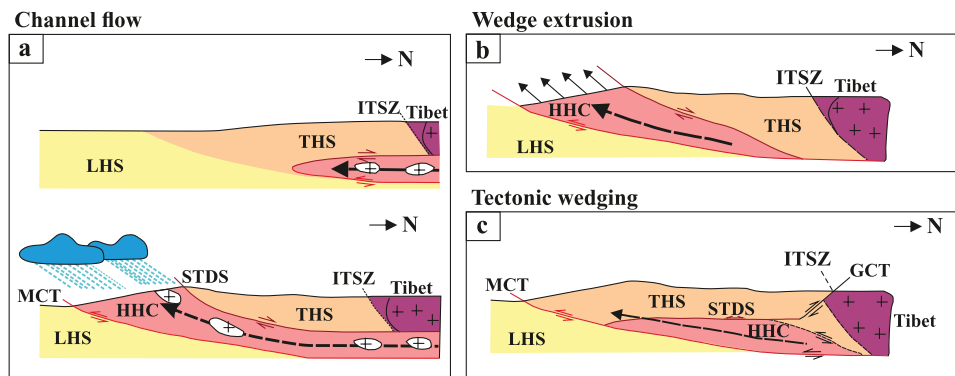 Channel flow
a
N
ITSZ
Tibet
THS
LHS
STDS
N
ITSZ
Tibet
MCT
HHC
THS
LHS
Wedge extrusion
b
N
ITSZ
Tibet
HHC
THS
LHS
Tectonic wedging
c
N
ITSZ
GCT
MCT
THS
STDS
HHC
Tibet
LHS